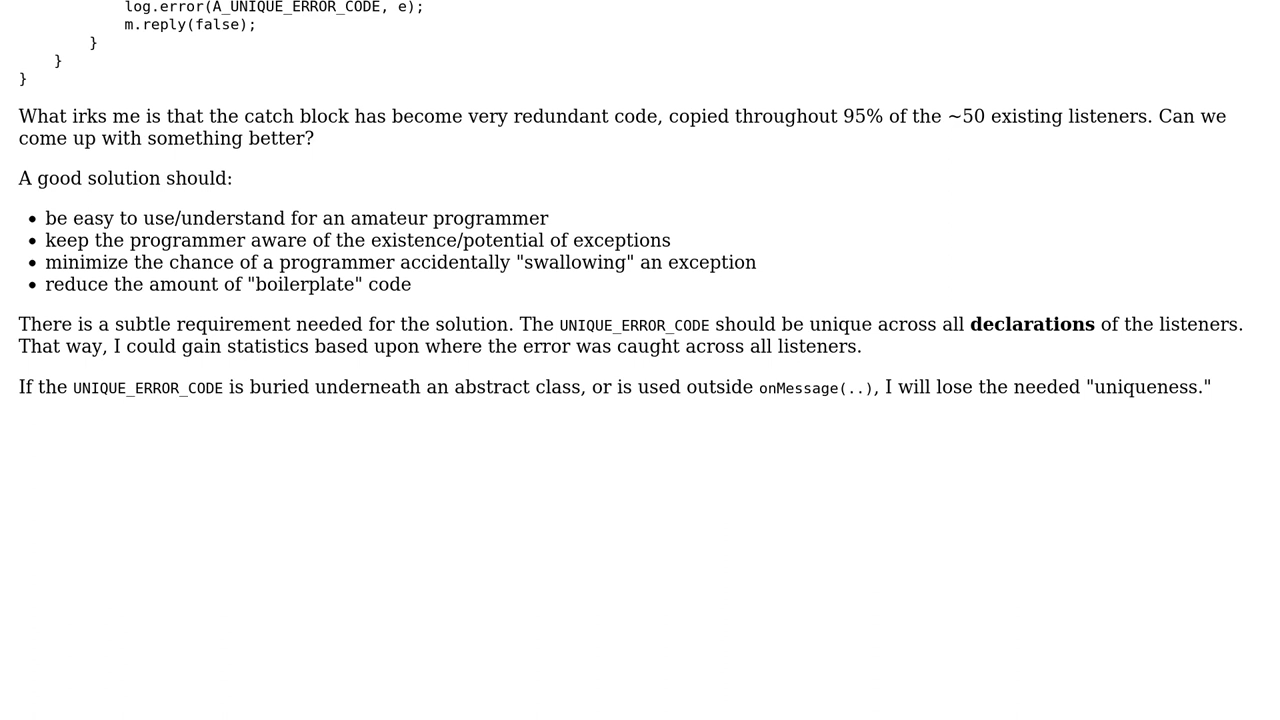 log.error(A_UNIQUE_ERROR_CODE, e);
            m.reply(false);
        }
    }
}
What irks me is that the catch block has become very redundant code, copied throughout 95% of the ~50 existing listeners. Can we
come up with something better?
A good solution should:
• be easy to use/understand for an amateur programmer
• keep the programmer aware of the existence/potential of exceptions
• minimize the chance of a programmer accidentally "swallowing" an exception
• reduce the amount of "boilerplate" code
There is a subtle requirement needed for the solution. The UNIQUE_ERROR_CODE should be unique across all declarations of the listeners.
That way, I could gain statistics based upon where the error was caught across all listeners.
If the UNIQUE_ERROR_CODE is buried underneath an abstract class, or is used outside onMessage(..), I will lose the needed "uniqueness."